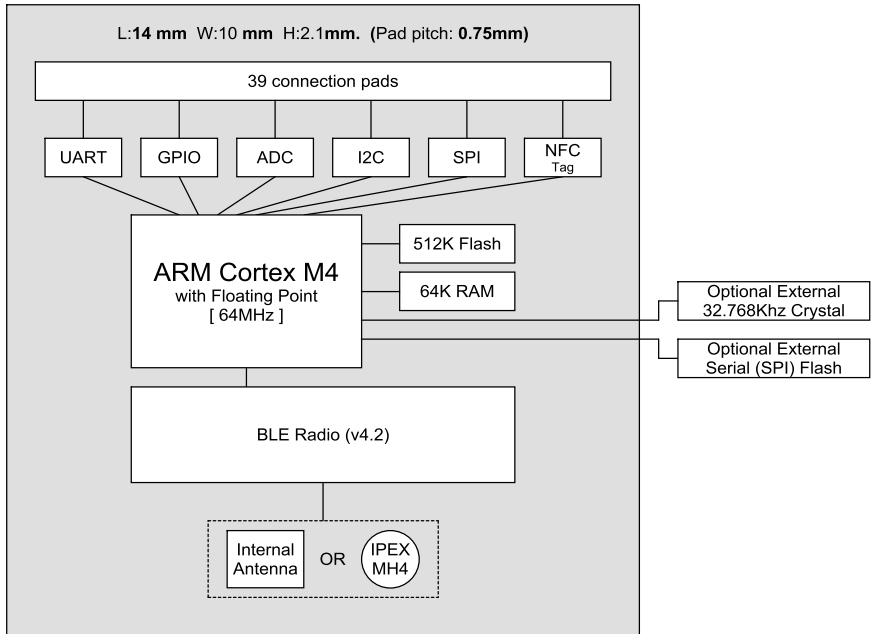 L:14 mm W:10 mm H:2.1mm. (Pad pitch: 0.75mm)
39 connection pads
UART
GPIO
ADC
I2C
SPI
NFC
Tag
ARM Cortex M4
with Floating Point
[ 64MHz ]
512K Flash
64K RAM
Optional External
32.768Khz Crystal
Optional External
Serial (SPI) Flash
BLE Radio (v4.2)
Internal
Antenna
OR
IPEX
MH4